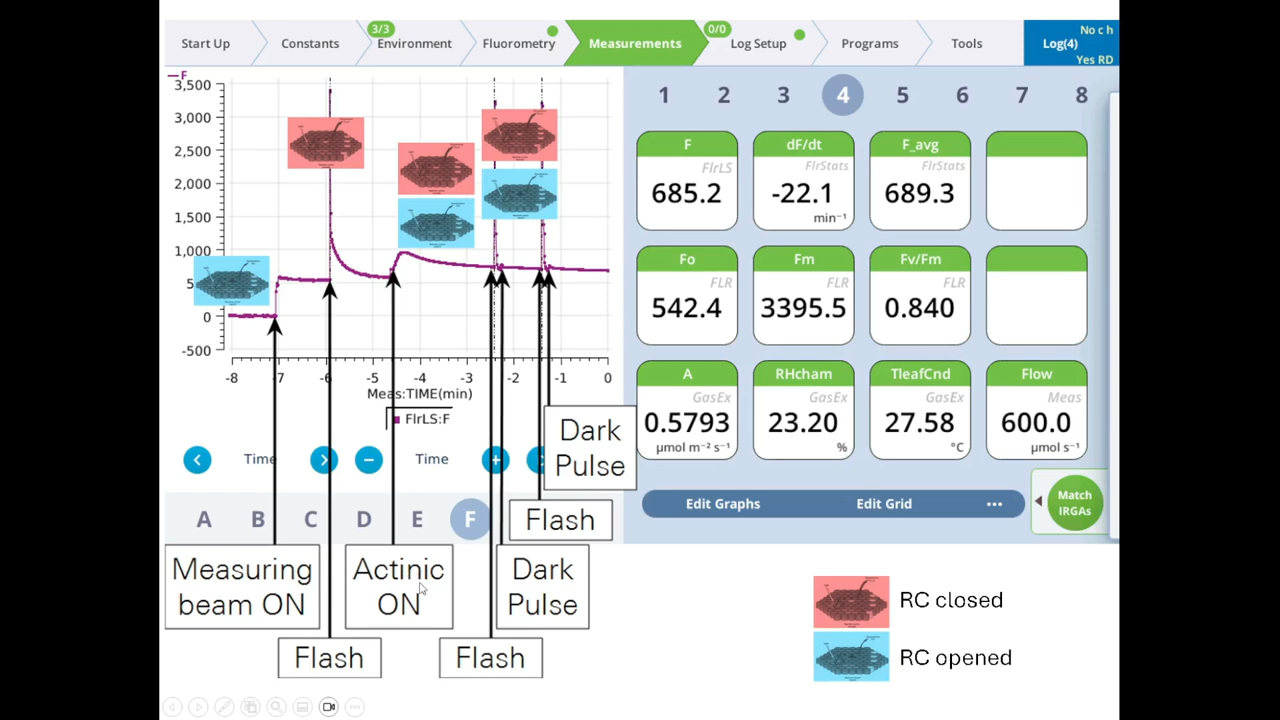 3/3
0/0
No c h
Start Up
Constants
Environment
Fluorometry
Measurements
Log Setup
Programs
Tools
Log(4)
Yes RD
F
3,500
3,000
2,500
2,000
1,500
1,000
5
0
-500
-8
-7
-6
-5
-4
-3
-2
-1
0
Meas:TIME(min)
FlrLS:F
Time
Time
A
B
C
D
E
F
1
2
3
4
5
6
7
8
F
FlrLS
685.2
dF/dt
FlrStats
-22.1
min⁻¹
F_avg
FlrStats
689.3
Fo
FLR
542.4
Fm
FLR
3395.5
Fv/Fm
FLR
0.840
A
GasEx
0.5793
µmol m⁻² s⁻¹
RHcham
GasEx
23.20
%
TleafCnd
GasEx
27.58
°C
Flow
Meas
600.0
µmol s⁻¹
Edit Graphs
Edit Grid
Match
IRGAs
Dark
Pulse
Flash
Measuring
beam ON
Actinic
ON
Dark
Pulse
Flash
Flash
RC closed
RC opened